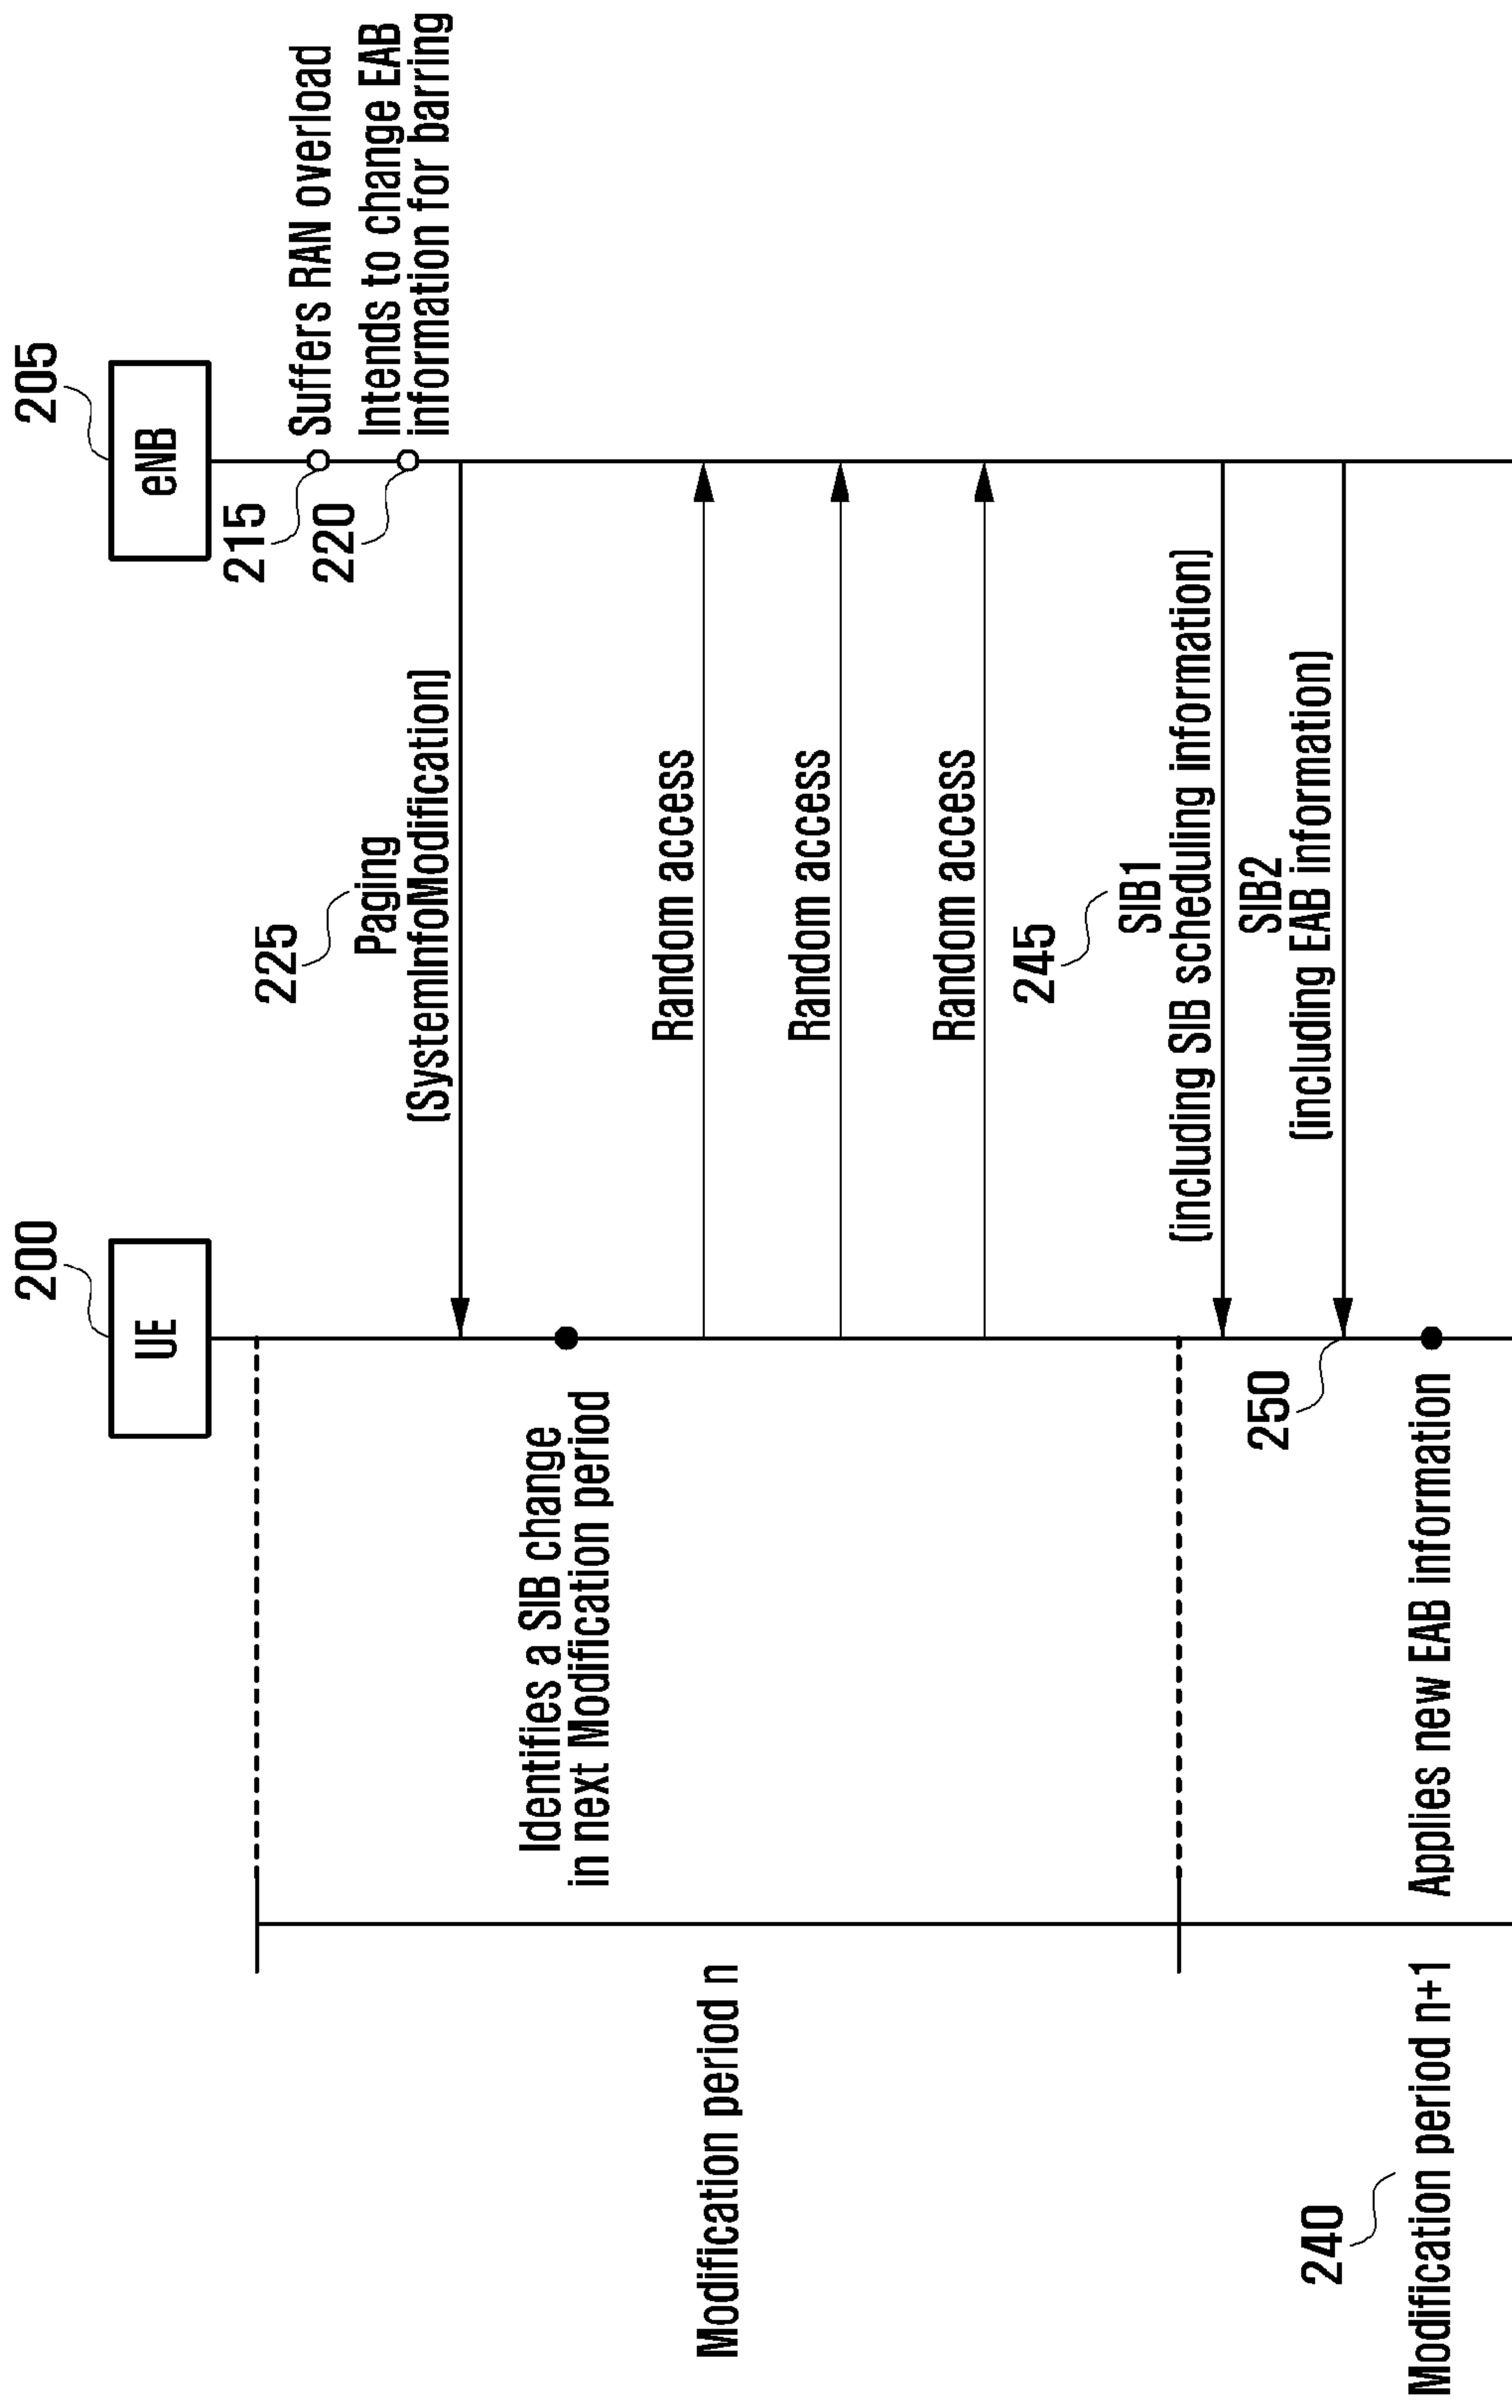 200
205
UE
eNB
215
Suffers RAN overload
220
Intends to change EAB
information for barring
225
Paging
(SystemInfoModification)
Identifies a SIB change
in next Modification period
Modification period n
Random access
Random access
Random access
245
SIB1
(including SIB scheduling information)
SIB2
(including EAB information)
250
240
Modification period n+1
Applies new EAB information